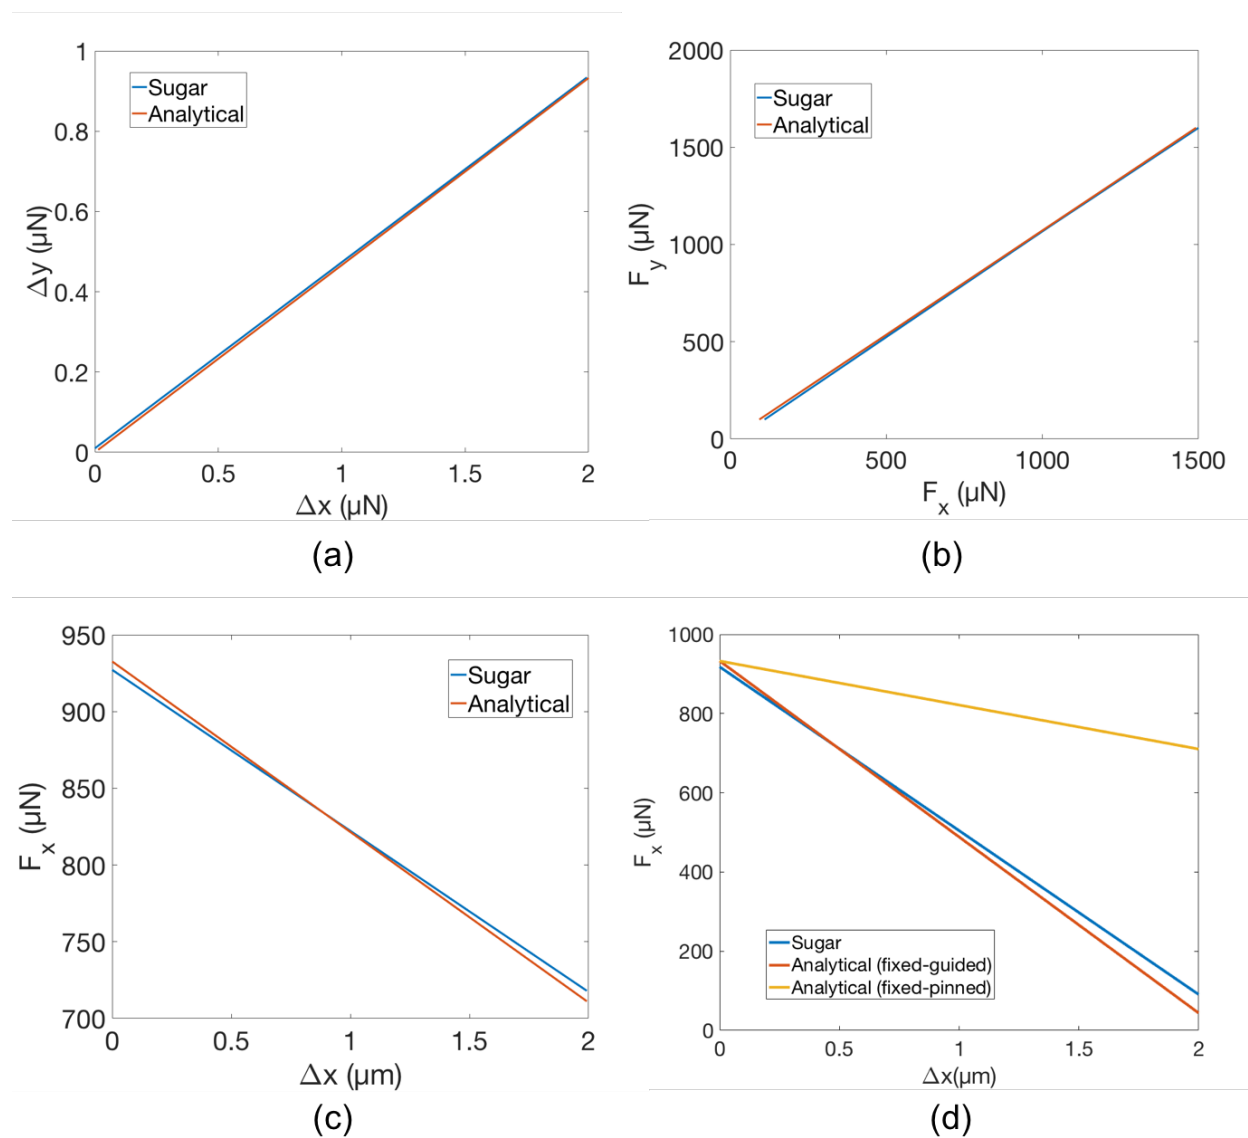 1
0.8
0.6
0.4
0.2
0
Δy (µN)
Sugar
Analytical
0 0.5 1 1.5 2
Δx (µN)
(a)
2000
1500
1000
500
0
F_y (µN)
Sugar
Analytical
0 500 1000 1500
F_x (µN)
(b)
950
900
850
800
750
700
F_x (µN)
Sugar
Analytical
0 0.5 1 1.5 2
Δx (µm)
(c)
1000
800
600
400
200
0
F_x (µN)
Sugar
Analytical (fixed-guided)
Analytical (fixed-pinned)
0 0.5 1 1.5 2
Δx(µm)
(d)